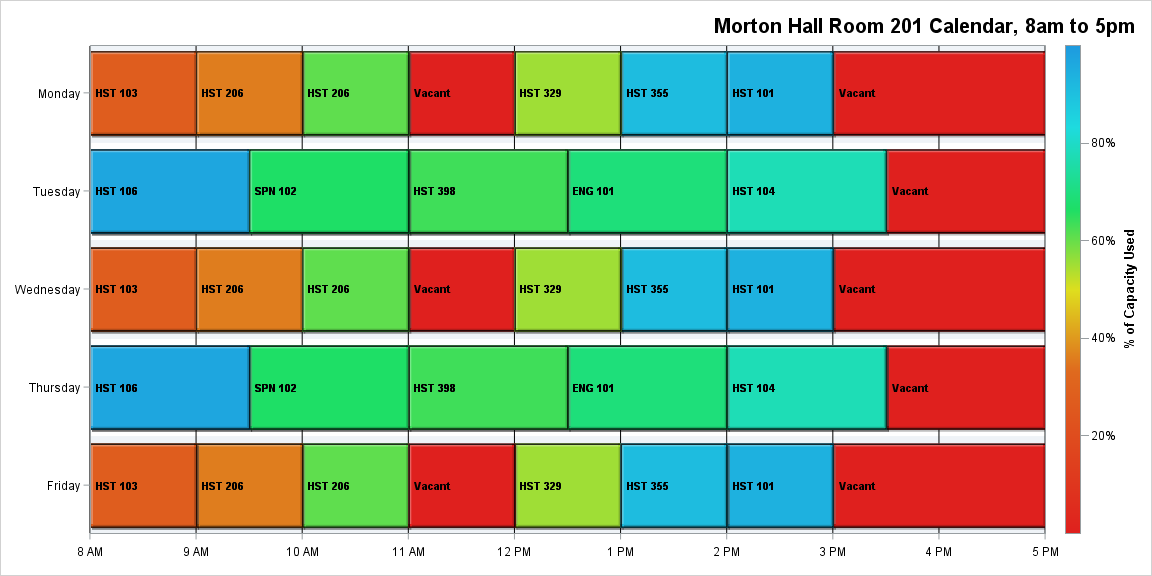 Morton Hall Room 201 Calendar, 8am to 5pm
Monday HST 103 HST 206 HST 206 Vacant HST 329 HST 355 HST 101 Vacant
Tuesday HST 106 SPN 102 HST 398 ENG 101 HST 104 Vacant
Wednesday HST 103 HST 206 HST 206 Vacant HST 329 HST 355 HST 101 Vacant
Thursday HST 106 SPN 102 HST 398 ENG 101 HST 104 Vacant
Friday HST 103 HST 206 HST 206 Vacant HST 329 HST 355 HST 101 Vacant
8 AM 9 AM 10 AM 11 AM 12 PM 1 PM 2 PM 3 PM 4 PM 5 PM
80%
60%
40%
20%
% of Capacity Used